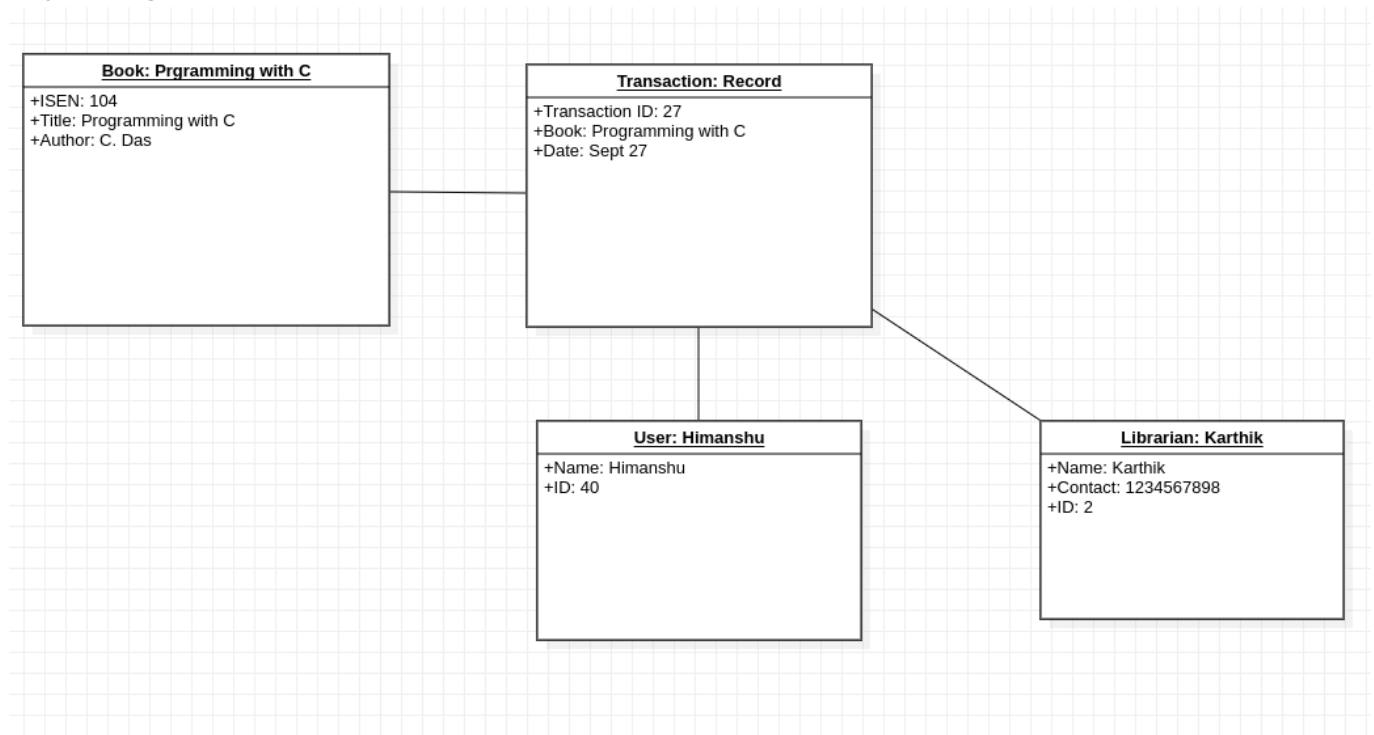 Book: Prgramming with C
+ISEN: 104
+Title: Programming with C
+Author: C. Das
Transaction: Record
+Transaction ID: 27
+Book: Programming with C
+Date: Sept 27
User: Himanshu
+Name: Himanshu
+ID: 40
Librarian: Karthik
+Name: Karthik
+Contact: 1234567898
+ID: 2